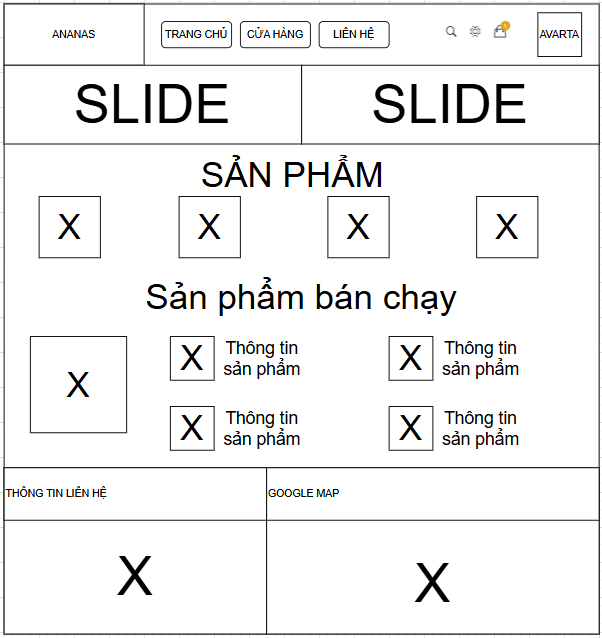 ANANAS
TRANG CHỦ
CỬA HÀNG
LIÊN HỆ
AVARTA
SLIDE
SLIDE
SẢN PHẨM
X
X
X
X
Sản phẩm bán chạy
X
X
Thông tin
sản phẩm
X
Thông tin
sản phẩm
X
Thông tin
sản phẩm
X
Thông tin
sản phẩm
THÔNG TIN LIÊN HỆ
GOOGLE MAP
X
X